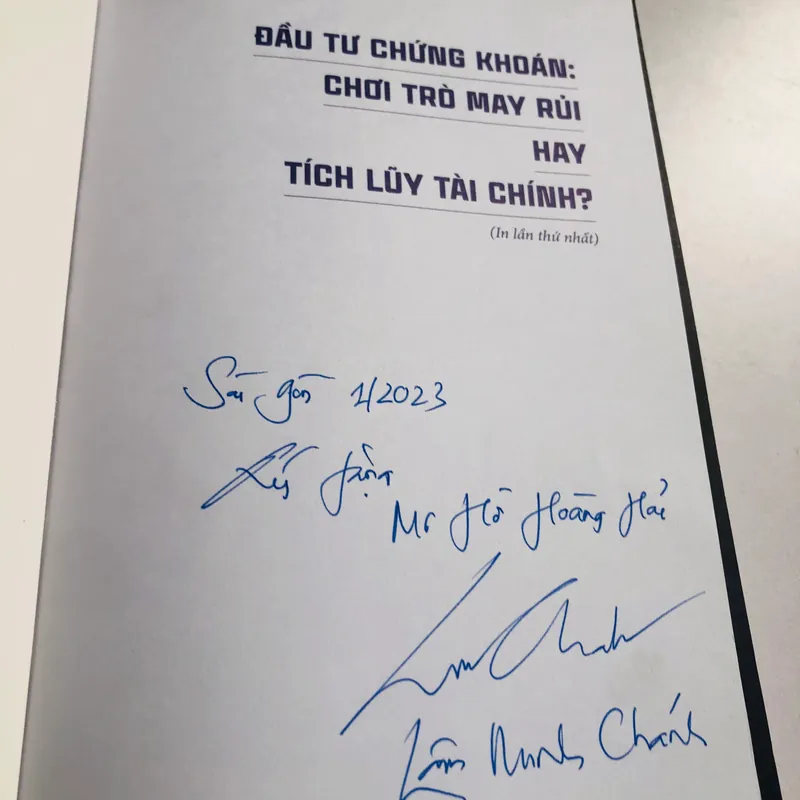 ĐẦU TƯ CHỨNG KHOÁN:
CHƠI TRÒ MAY RỦI
HAY
TÍCH LŨY TÀI CHÍNH?
(In lần thứ nhất)
Sài gòn 1/2023
Kính tặng
Mr Hồ Hoàng Hải
Lâm Minh Chánh